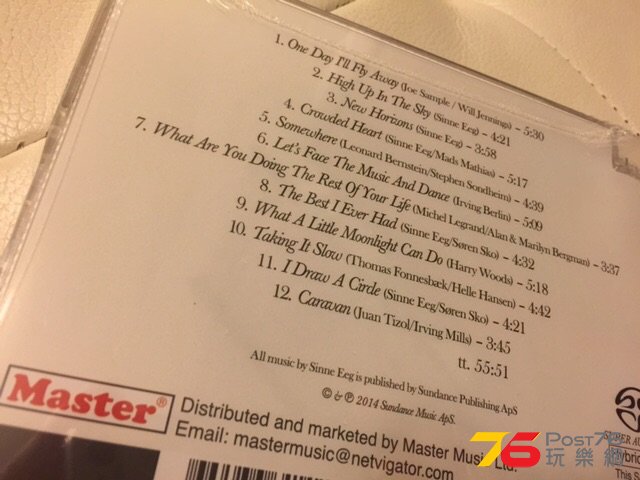 1. One Day I'll Fly Away (Joe Sample / Will Jennings) – 5:30
2. High Up In The Sky (Sinne Eeg) – 4:21
3. New Horizons (Sinne Eeg) – 3:58
4. Crowded Heart (Sinne Eeg/Mads Mathias) – 5:17
5. Somewhere (Leonard Bernstein/Stephen Sondheim) – 4:39
6. Let's Face The Music And Dance (Irving Berlin) – 5:09
7. What Are You Doing The Rest Of Your Life (Michel Legrand/Alan & Marilyn Bergman) – 3:37
8. The Best I Ever Had (Sinne Eeg/Søren Sko) – 4:32
9. What A Little Moonlight Can Do (Harry Woods) – 5:18
10. Taking It Slow (Thomas Fonnesbæk/Helle Hansen) – 4:42
11. I Draw A Circle (Sinne Eeg/Søren Sko) – 4:21
12. Caravan (Juan Tizol/Irving Mills) – 3:45
tt. 55:51
All music by Sinne Eeg is published by Sundance Publishing ApS
© & ℗ 2014 Sundance Music ApS.
Master®
Distributed and marketed by Master Music Ltd.
Email: mastermusic@netvigator.com
SUPER AU
This S
76 Post76
玩樂網